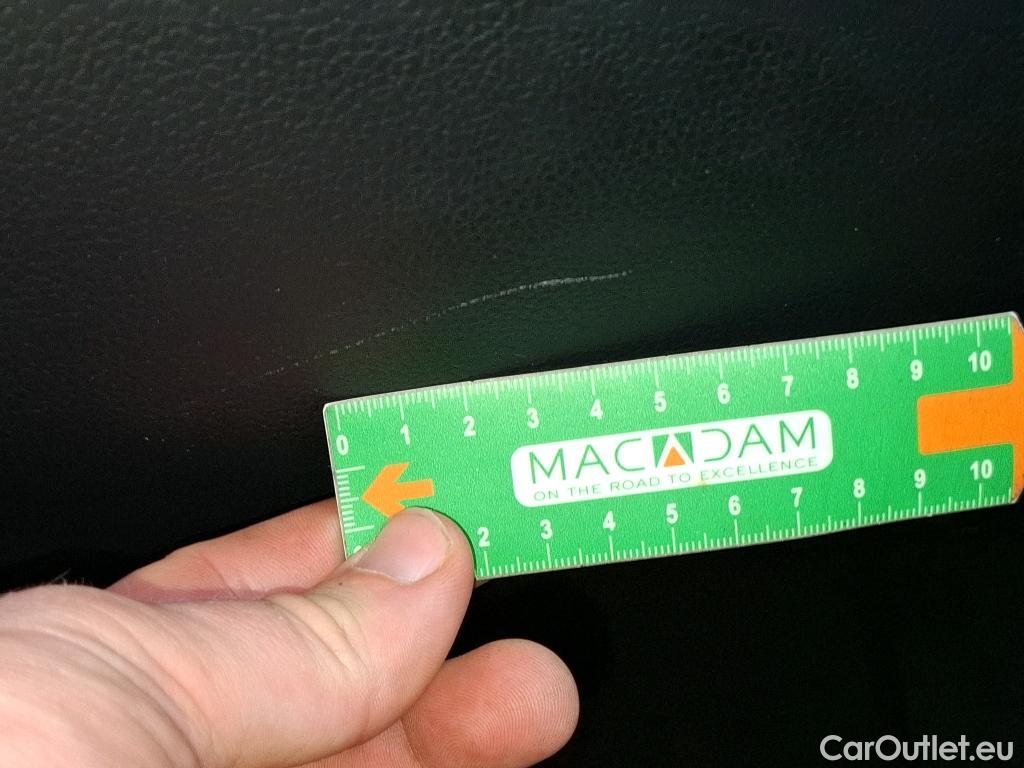 0 1 2 3 4 5 6 7 8 9 10
MACADAM
ON THE ROAD TO EXCELLENCE
2 3 4 5 6 7 8 9 10
CarOutlet.eu